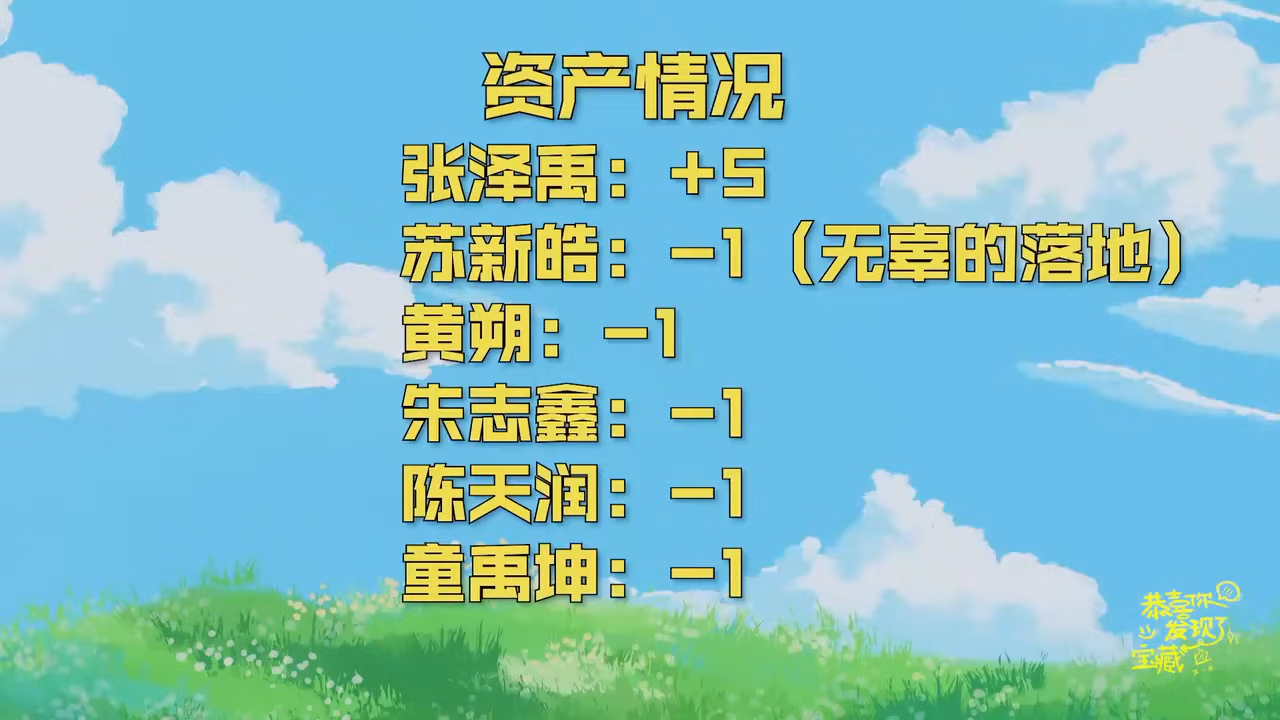 资产情况
张泽禹：+5
苏新皓：-1（无辜的落地）
黄朔：-1
朱志鑫：-1
陈天润：-1
童禹坤：-1
恭喜你
发现了
宝藏